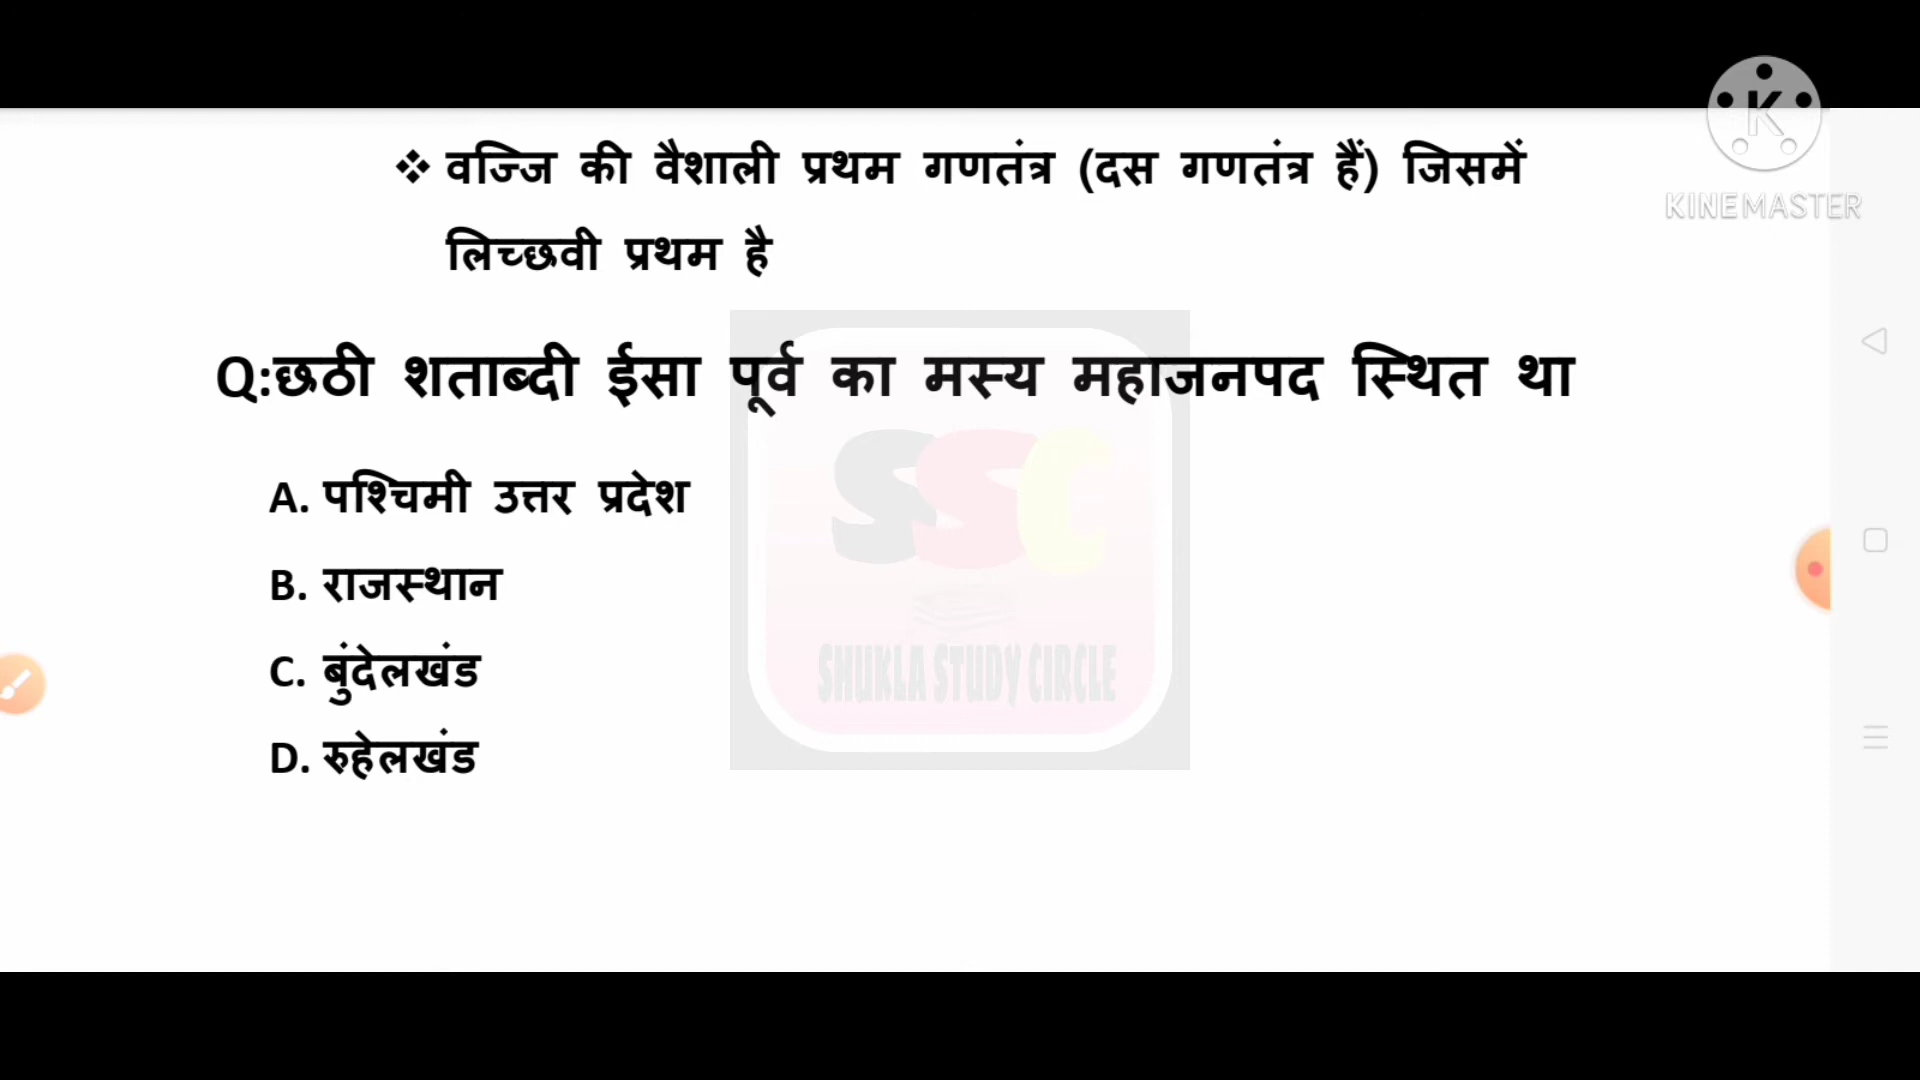 ❖ वज्जि की वैशाली प्रथम गणतंत्र (दस गणतंत्र हैं) जिसमें
लिच्छवी प्रथम है
Q:छठी शताब्दी ईसा पूर्व का मस्य महाजनपद स्थित था
A. पश्चिमी उत्तर प्रदेश
B. राजस्थान
C. बुंदेलखंड
D. रुहेलखंड
K
KINEMASTER
SSC
SHUKLA STUDY CIRCLE